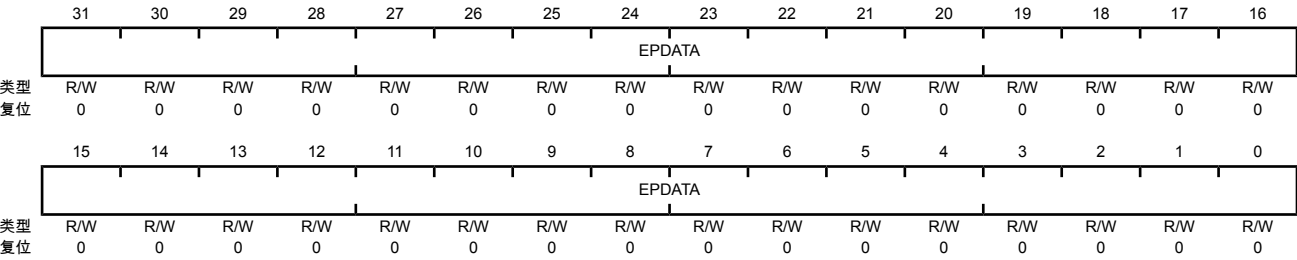 31 30 29 28 27 26 25 24 23 22 21 20 19 18 17 16
EPDATA
类型 R/W R/W R/W R/W R/W R/W R/W R/W R/W R/W R/W R/W R/W R/W R/W R/W
复位 0 0 0 0 0 0 0 0 0 0 0 0 0 0 0 0
15 14 13 12 11 10 9 8 7 6 5 4 3 2 1 0
EPDATA
类型 R/W R/W R/W R/W R/W R/W R/W R/W R/W R/W R/W R/W R/W R/W R/W R/W
复位 0 0 0 0 0 0 0 0 0 0 0 0 0 0 0 0